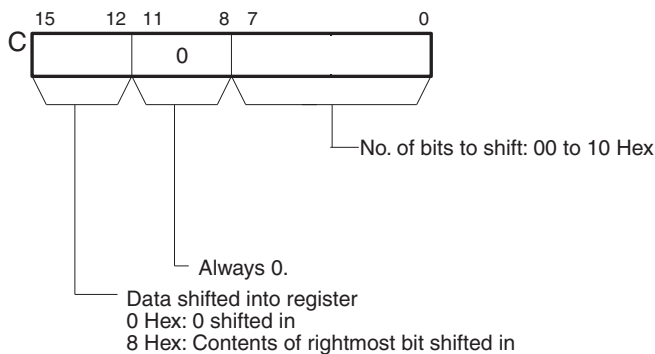 15 12 11 8 7 0
C
0
No. of bits to shift: 00 to 10 Hex
Always 0.
Data shifted into register
0 Hex: 0 shifted in
8 Hex: Contents of rightmost bit shifted in